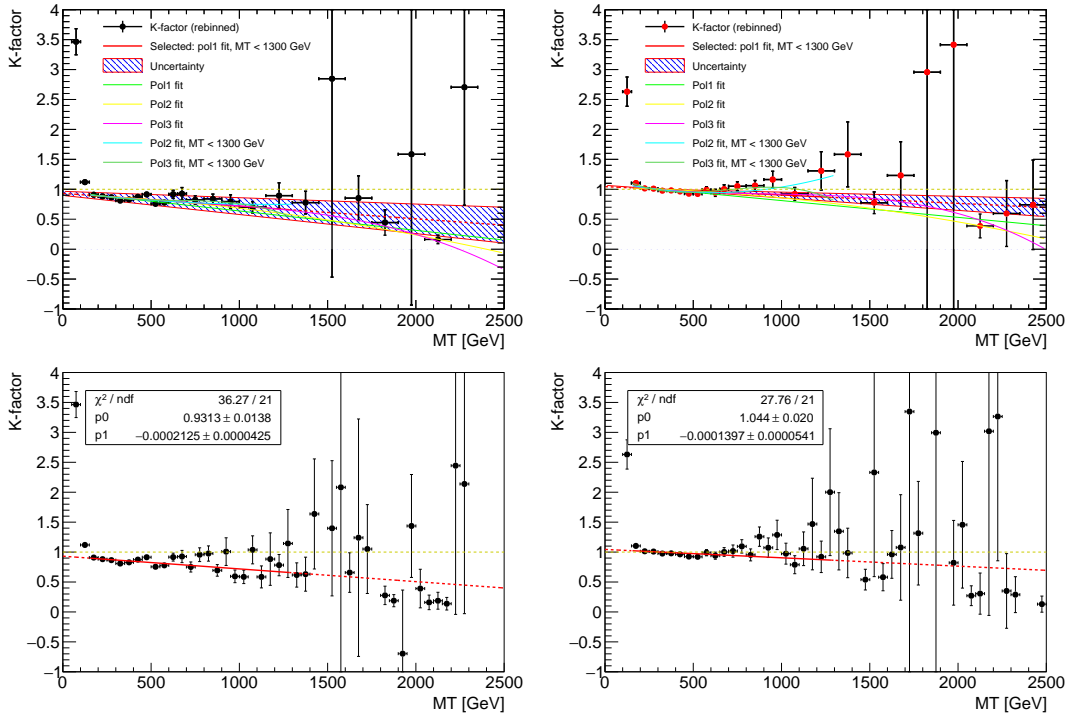 K-factor
4
3.5
3
2.5
2
1.5
1
0.5
0
−0.5
−1
0 500 1000 1500 2000 2500
MT [GeV]
K-factor (rebinned)
Selected: pol1 fit, MT < 1300 GeV
Uncertainty
Pol1 fit
Pol2 fit
Pol3 fit
Pol2 fit, MT < 1300 GeV
Pol3 fit, MT < 1300 GeV
K-factor
4
3.5
3
2.5
2
1.5
1
0.5
0
−0.5
−1
0 500 1000 1500 2000 2500
MT [GeV]
K-factor (rebinned)
Selected: pol1 fit, MT < 1300 GeV
Uncertainty
Pol1 fit
Pol2 fit
Pol3 fit
Pol2 fit, MT < 1300 GeV
Pol3 fit, MT < 1300 GeV
K-factor
4
3.5
3
2.5
2
1.5
1
0.5
0
−0.5
−1
0 500 1000 1500 2000 2500
MT [GeV]
χ² / ndf 36.27 / 21
p0 0.9313 ± 0.0138
p1 −0.0002125 ± 0.0000425
K-factor
4
3.5
3
2.5
2
1.5
1
0.5
0
−0.5
−1
0 500 1000 1500 2000 2500
MT [GeV]
χ² / ndf 27.76 / 21
p0 1.044 ± 0.020
p1 −0.0001397 ± 0.0000541